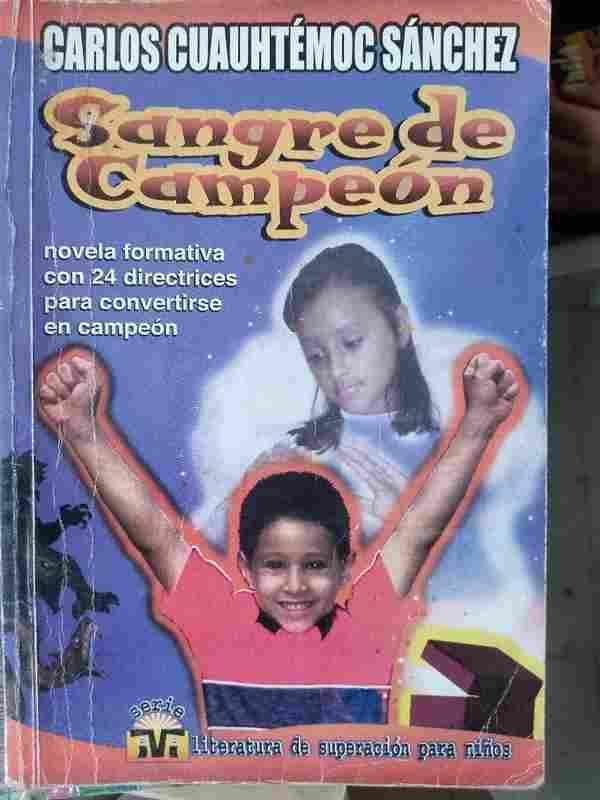 CARLOS CUAUHTÉMOC SÁNCHEZ
Sangre de
Campeón
novela formativa
con 24 directrices
para convertirse
en campeón
serie
literatura de superación para niños